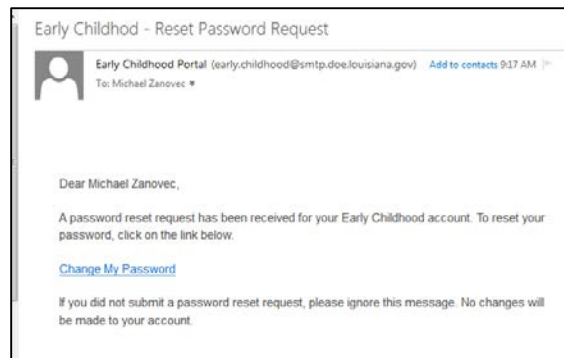 Early Childhod - Reset Password Request
Early Childhood Portal (early.childhood@smtp.doe.louisiana.gov) Add to contacts 9:17 AM
To: Michael Zanovec
Dear Michael Zanovec,
A password reset request has been received for your Early Childhood account. To reset your
password, click on the link below.
Change My Password
If you did not submit a password reset request, please ignore this message. No changes will
be made to your account.